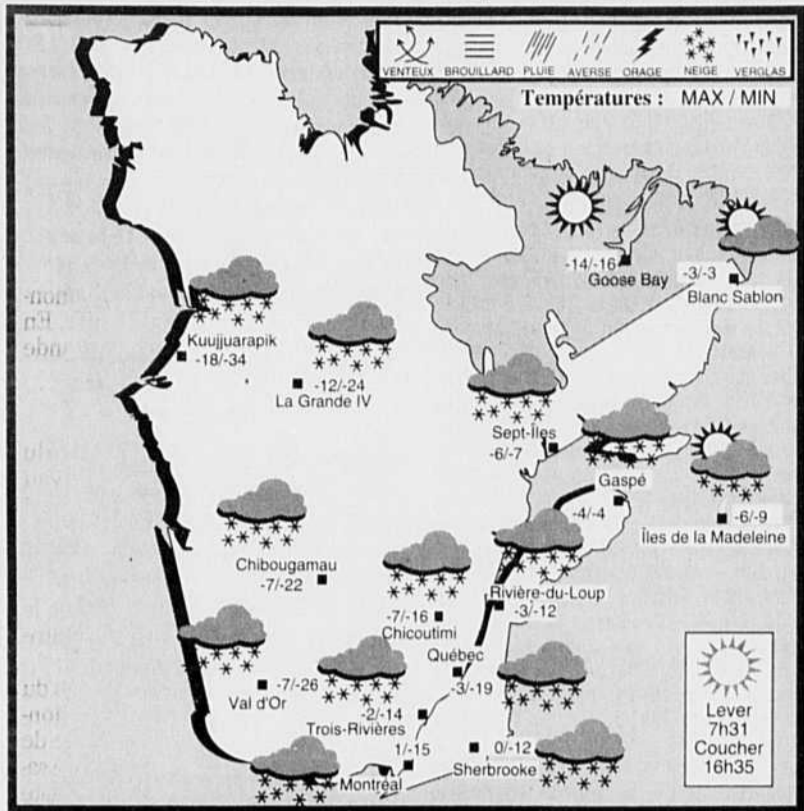 VENTEUX BROUILLARD PLUIE AVERSE ORAGE NEIGE VERGLAS
Températures : MAX / MIN
-14/-16
Goose Bay
-3/-3
Blanc Sablon
Kuujjuarapik
-18/-34
-12/-24
La Grande IV
Sept-Îles
-6/-7
Gaspé
-4/-4
-6/-9
Îles de la Madeleine
Chibougamau
-7/-22
-7/-16
Chicoutimi
Rivière-du-Loup
-3/-12
Québec
-3/-19
-7/-26
Val d'Or
-2/-14
Trois-Rivières
1/-15
Montréal
0/-12
Sherbrooke
Lever
7h31
Coucher
16h35